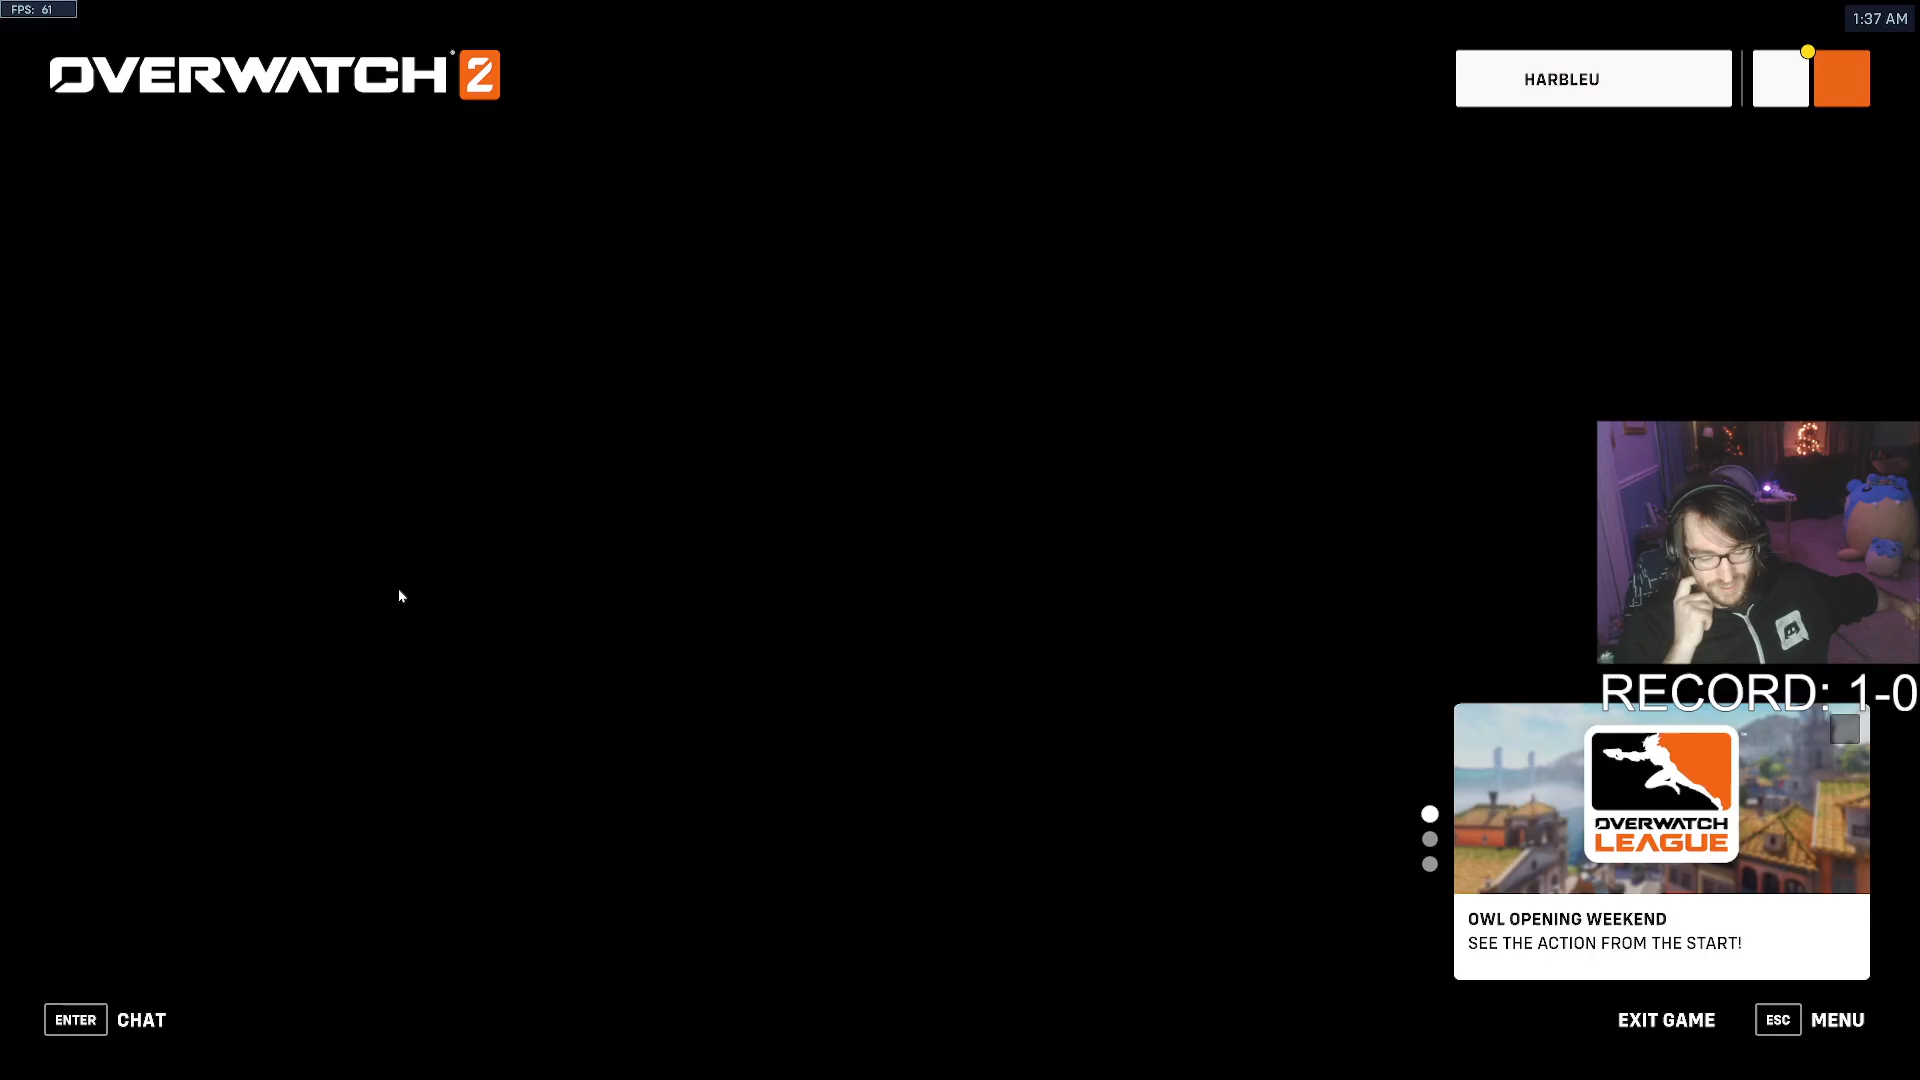 FPS: 61
1:37 AM
OVERWATCH 2
HARBLEU
RECORD: 1-0
OVERWATCH
LEAGUE
OWL OPENING WEEKEND
SEE THE ACTION FROM THE START!
ENTER CHAT
EXIT GAME
ESC MENU